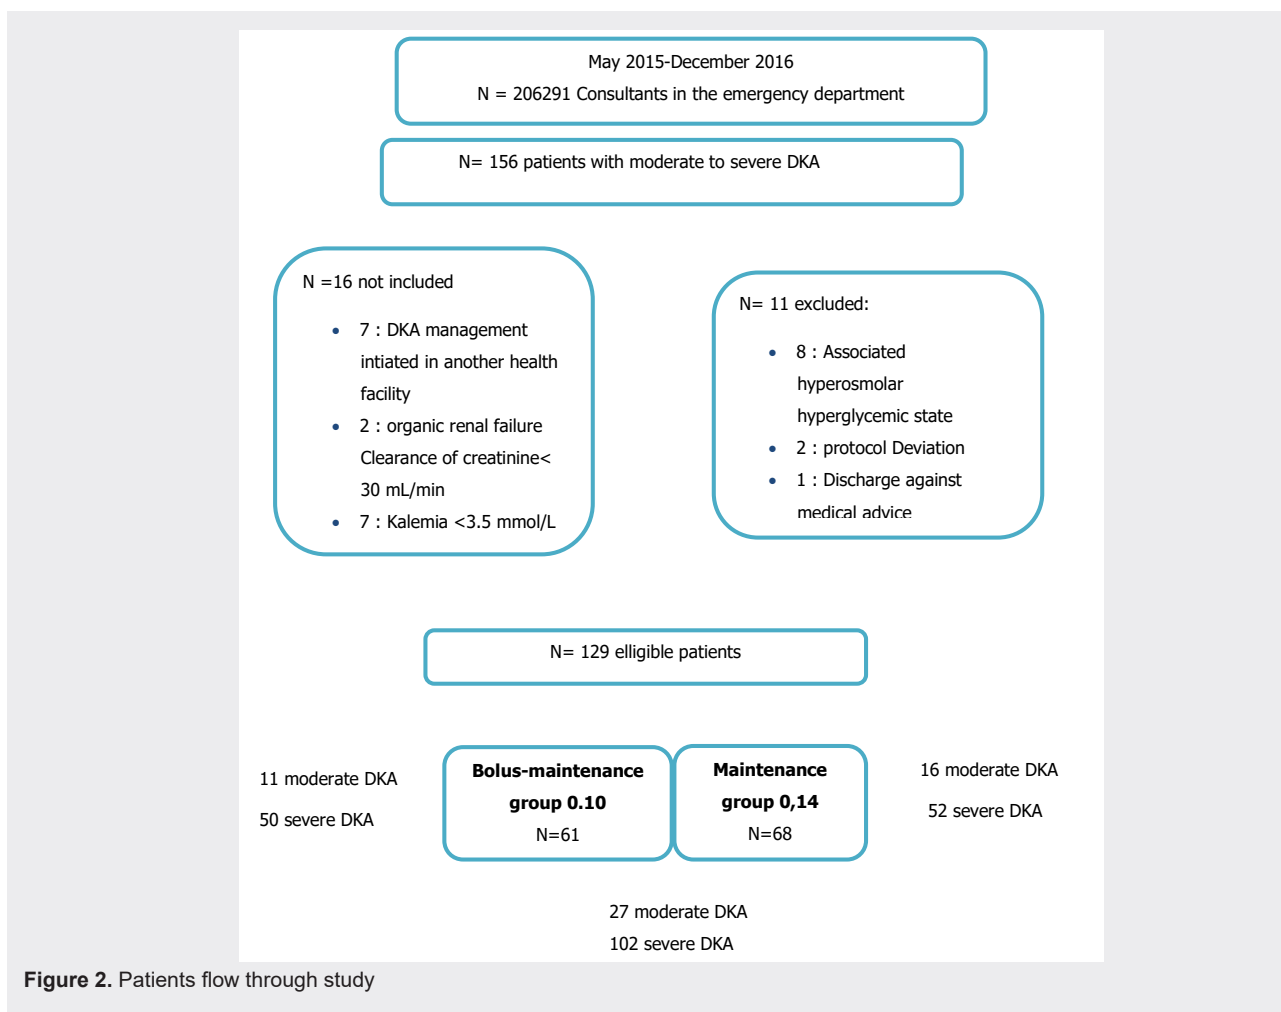 May 2015-December 2016
N = 206291 Consultants in the emergency department
N= 156 patients with moderate to severe DKA
N =16 not included
• 7 : DKA management
intiated in another health
facility
• 2 : organic renal failure
Clearance of creatinine<
30 mL/min
• 7 : Kalemia <3.5 mmol/L
N= 11 excluded:
• 8 : Associated
hyperosmolar
hyperglycemic state
• 2 : protocol Deviation
• 1 : Discharge against
medical advice
N= 129 elligible patients
11 moderate DKA
50 severe DKA
Bolus-maintenance
group 0.10
N=61
Maintenance
group 0,14
N=68
16 moderate DKA
52 severe DKA
27 moderate DKA
102 severe DKA
Figure 2. Patients flow through study